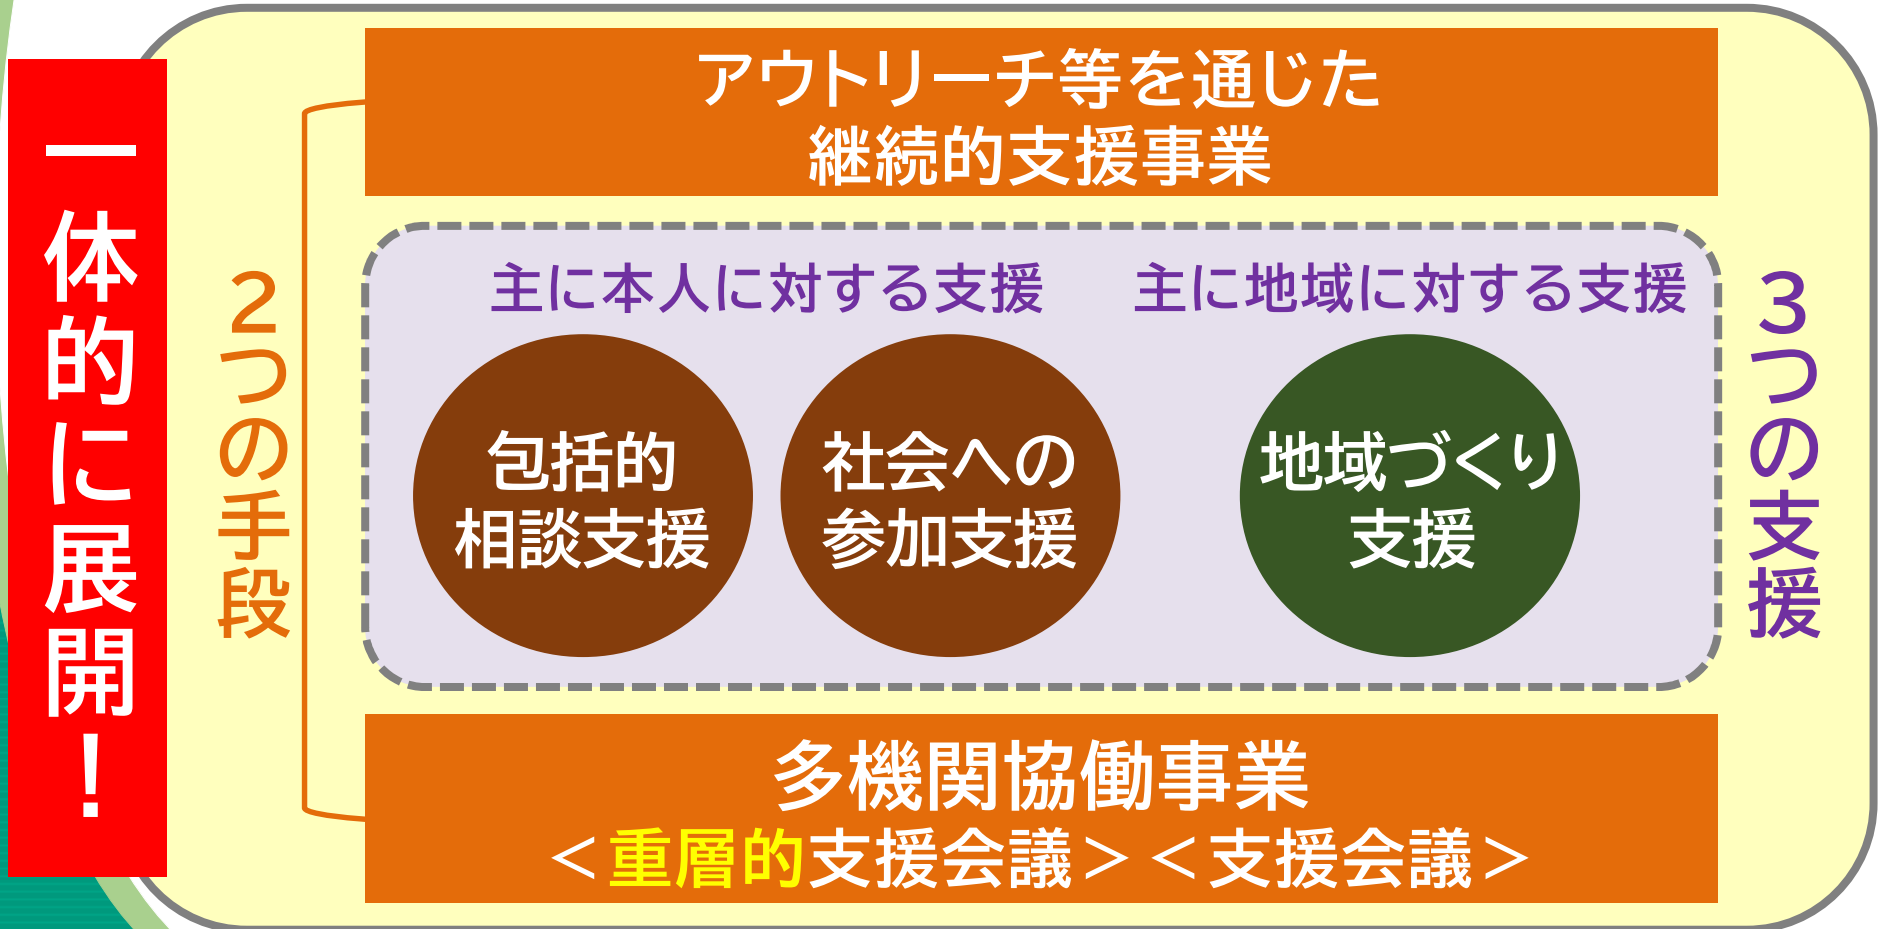 一体的に展開！
２つの手段
アウトリーチ等を通じた
継続的支援事業
主に本人に対する支援
主に地域に対する支援
包括的
相談支援
社会への
参加支援
地域づくり
支援
３つの支援
多機関協働事業
＜重層的支援会議＞＜支援会議＞